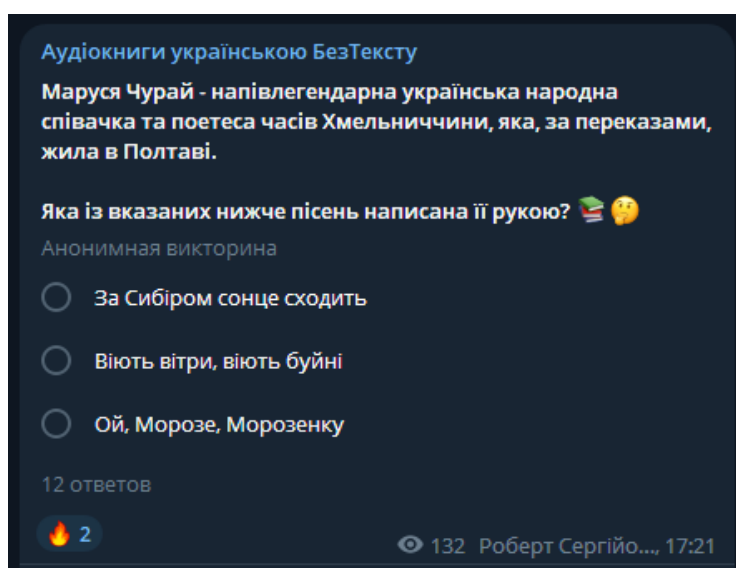 Аудіокниги українською БезТексту
Маруся Чурай - напівлегендарна українська народна
співачка та поетеса часів Хмельниччини, яка, за переказами,
жила в Полтаві.
Яка із вказаних нижче пісень написана її рукою? 📚🤔
Анонимная викторина
За Сибіром сонце сходить
Віють вітри, віють буйні
Ой, Морозе, Морозенку
12 ответов
🔥 2
132 Роберт Сергійо..., 17:21